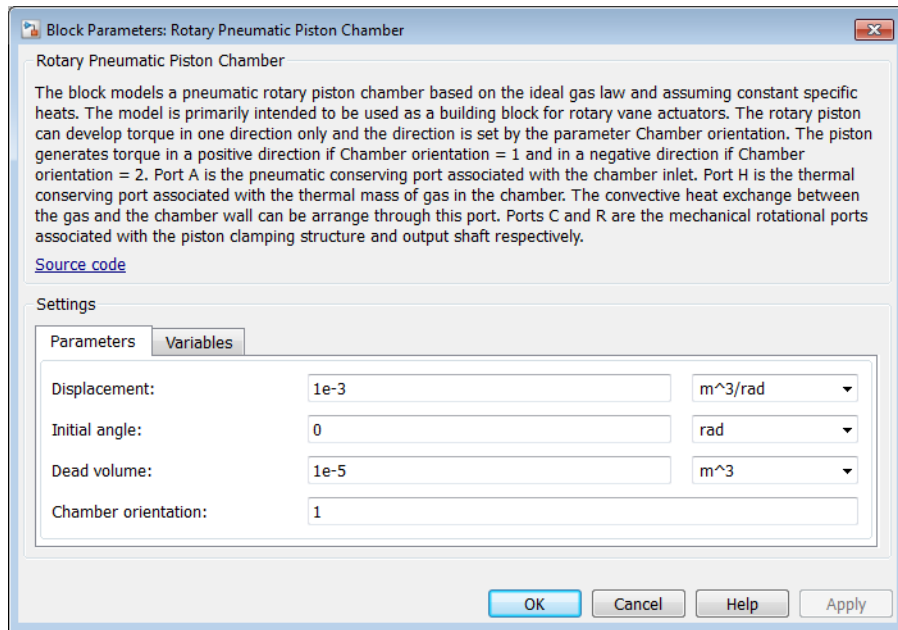 Block Parameters: Rotary Pneumatic Piston Chamber
Rotary Pneumatic Piston Chamber
The block models a pneumatic rotary piston chamber based on the ideal gas law and assuming constant specific
heats. The model is primarily intended to be used as a building block for rotary vane actuators. The rotary piston
can develop torque in one direction only and the direction is set by the parameter Chamber orientation. The piston
generates torque in a positive direction if Chamber orientation = 1 and in a negative direction if Chamber
orientation = 2. Port A is the pneumatic conserving port associated with the chamber inlet. Port H is the thermal
conserving port associated with the thermal mass of gas in the chamber. The convective heat exchange between
the gas and the chamber wall can be arrange through this port. Ports C and R are the mechanical rotational ports
associated with the piston clamping structure and output shaft respectively.
Source code
Settings
Parameters Variables
Displacement: 1e-3 m^3/rad
Initial angle: 0 rad
Dead volume: 1e-5 m^3
Chamber orientation: 1
OK Cancel Help Apply